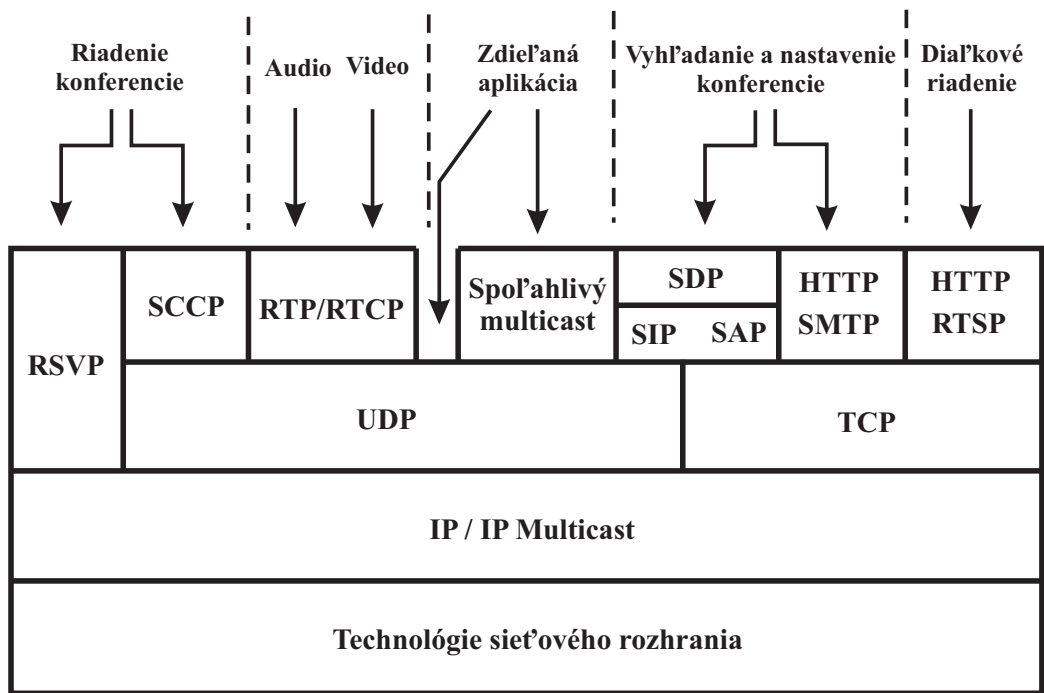 Riadenie
konferencie
Audio
Video
Zdieľaná
aplikácia
Vyhľadanie a nastavenie
konferencie
Diaľkové
riadenie
RSVP
SCCP
RTP/RTCP
Spoľahlivý
multicast
SDP
SIP
SAP
HTTP
SMTP
HTTP
RTSP
UDP
TCP
IP / IP Multicast
Technológie sieťového rozhrania